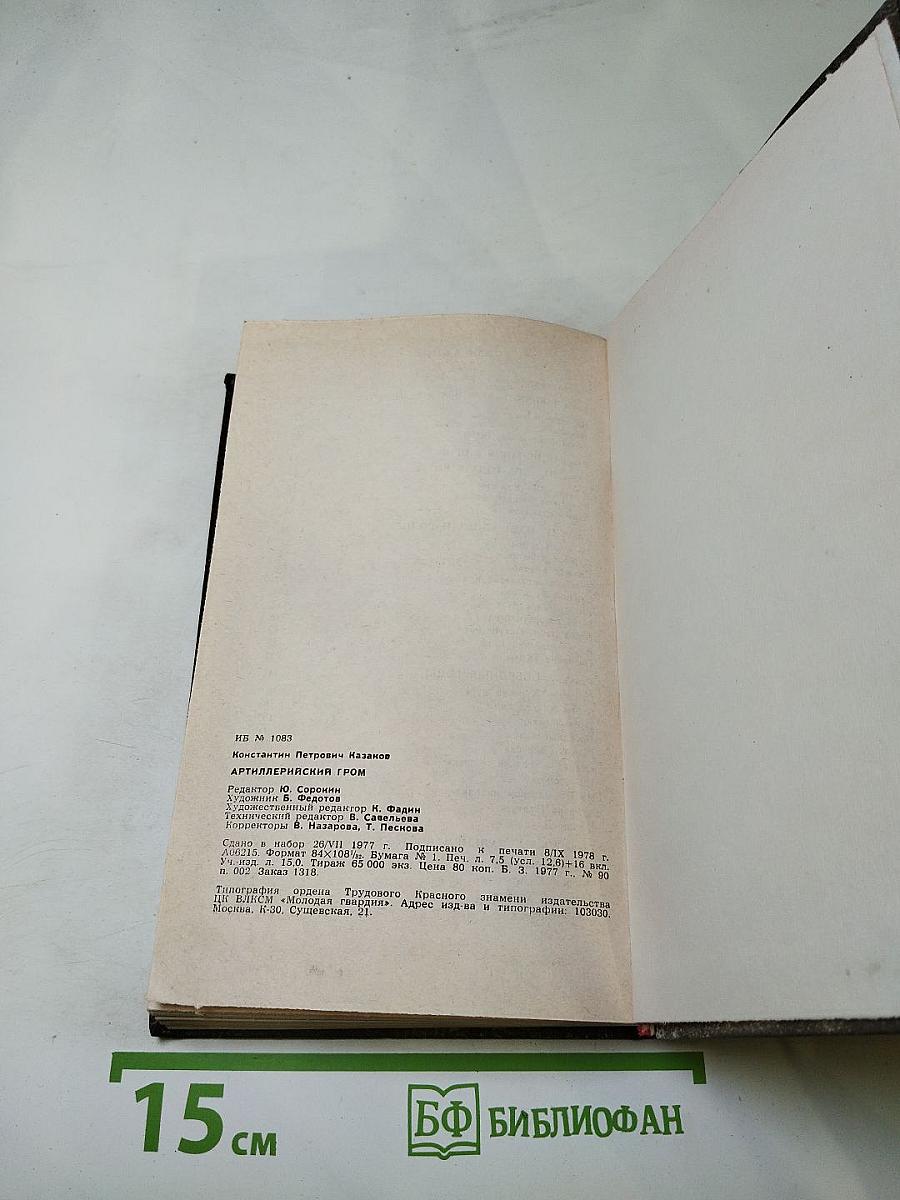 ИБ № 1083
Константин Петрович Казаков
АРТИЛЛЕРИЙСКИЙ ГРОМ
Редактор Ю. Сорокин
Художник Б. Федотов
Художественный редактор К. Фадин
Технический редактор В. Савельева
Корректоры В. Назарова, Т. Пескова
Сдано в набор 26/VII 1977 г. Подписано к печати 8/IX 1978 г.
А06215. Формат 84×108¹/₃₂. Бумага № 1. Печ. л. 7,5 (Усл. 12,6)+16 вкл.
Уч.-изд. л. 15,0. Тираж 65 000 экз. Цена 80 коп. Б. З. 1977 г., № 90
п. 002 Заказ 1318.
Типография ордена Трудового Красного знамени издательства
ЦК ВЛКСМ «Молодая гвардия». Адрес изд-ва и типографии: 103030,
Москва, К-30, Сущевская, 21.
15 см
БФ БИБЛИОФАН